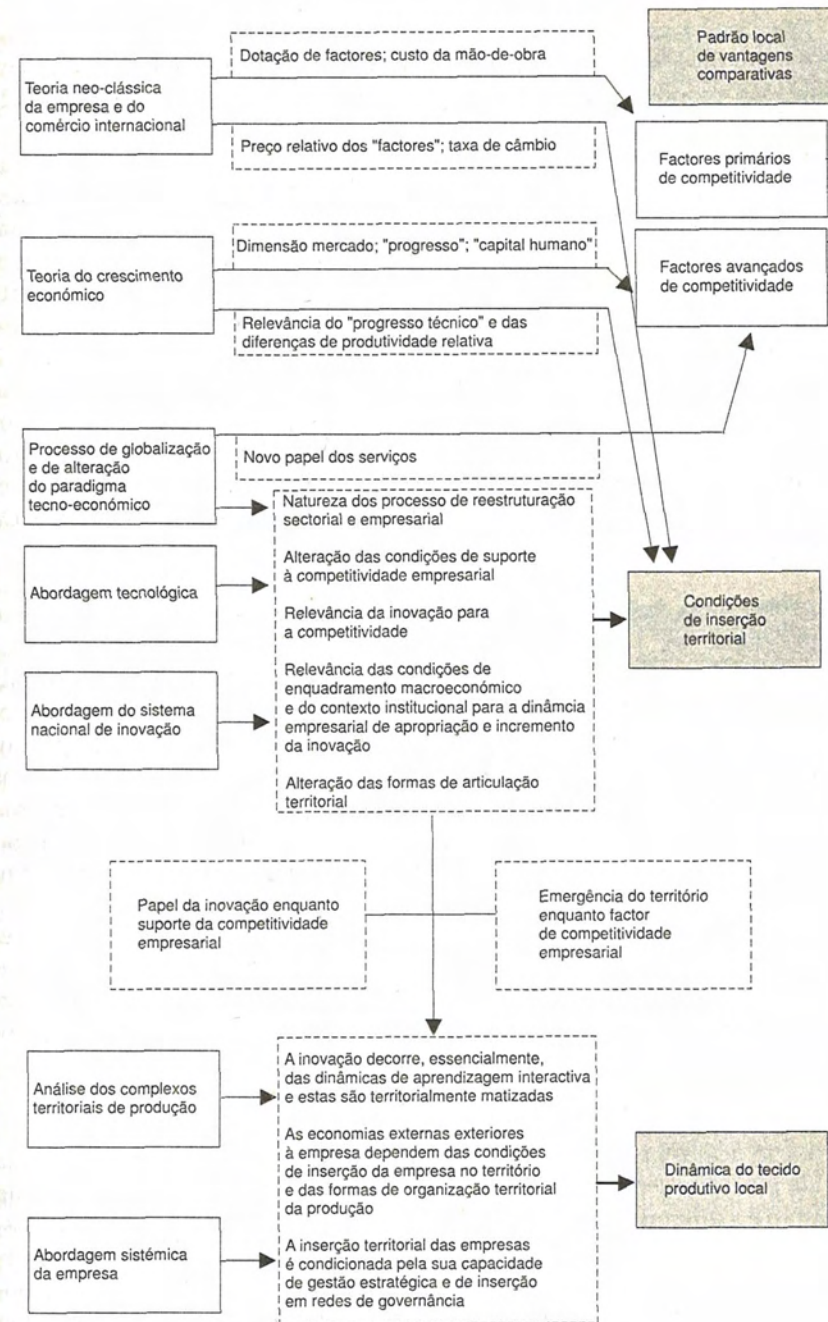 Padrão local
de vantagens
comparativas
Dotação de factores; custo da mão-de-obra
Teoria neo-clássica
da empresa e do
comércio internacional
Preço relativo dos "factores"; taxa de câmbio
Factores primários
de competitividade
Dimensão mercado; "progresso"; "capital humano"
Teoria do crescimento
económico
Factores avançados
de competitividade
Relevância do "progresso técnico" e das
diferenças de produtividade relativa
Processo de globalização
e de alteração
do paradigma
tecno-económico
Novo papel dos serviços
Natureza dos processo de reestruturação
sectorial e empresarial
Alteração das condições de suporte
à competitividade empresarial
Abordagem tecnológica
Relevância da inovação para
a competitividade
Condições
de inserção
territorial
Relevância das condições de
enquadramento macroeconómico
e do contexto institucional para a dinâmcia
empresarial de apropriação e incremento
da inovação
Abordagem do sistema
nacional de inovação
Alteração das formas de articulação
territorial
Papel da inovação enquanto
suporte da competitividade
empresarial
Emergência do território
enquanto factor
de competitividade
empresarial
Análise dos complexos
territoriais de produção
A inovação decorre, essencialmente,
das dinâmicas de aprendizagem interactiva
e estas são territorialmente matizadas
As economias externas exteriores
à empresa dependem das condições
de inserção da empresa no território
e das formas de organização territorial
da produção
Dinâmica do tecido
produtivo local
Abordagem sistémica
da empresa
A inserção territorial das empresas
é condicionada pela sua capacidade
de gestão estratégica e de inserção
em redes de governância